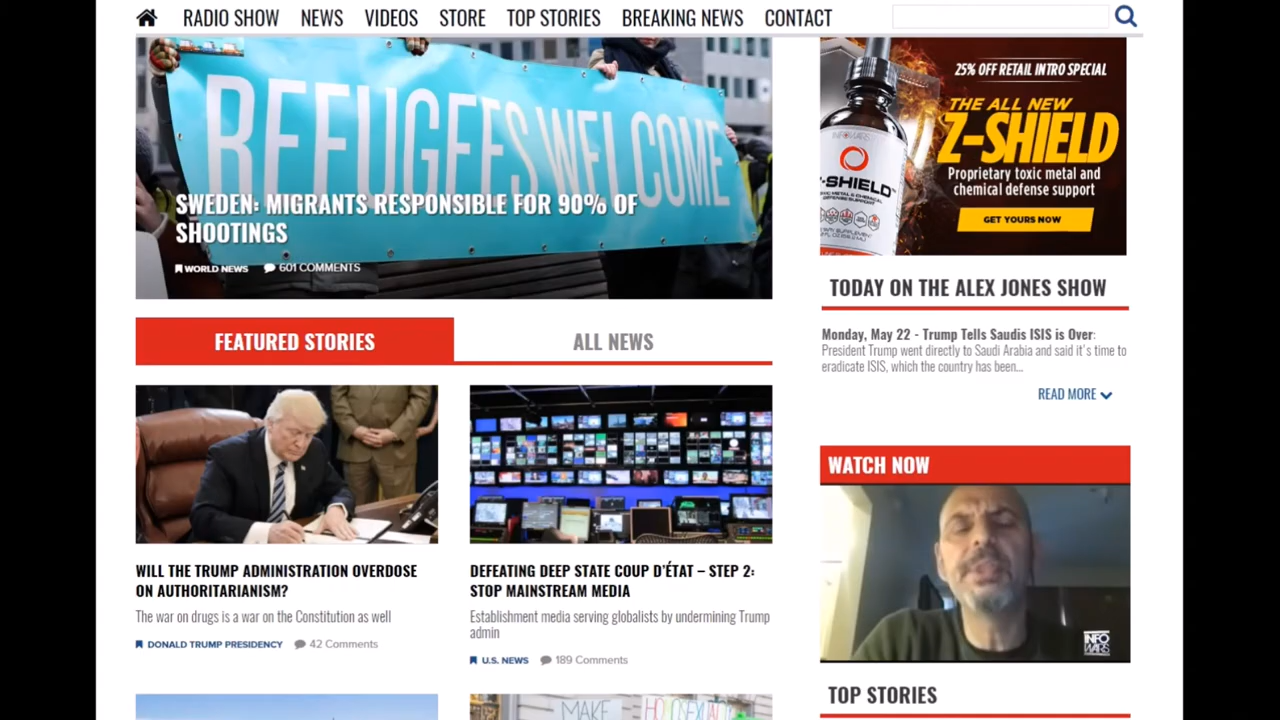 RADIO SHOW NEWS VIDEOS STORE TOP STORIES BREAKING NEWS CONTACT
REFUGEES WELCOME
SWEDEN: MIGRANTS RESPONSIBLE FOR 90% OF
SHOOTINGS
WORLD NEWS 601 COMMENTS
25% OFF RETAIL INTRO SPECIAL
THE ALL NEW
Z-SHIELD
Proprietary toxic metal and
chemical defense support
GET YOURS NOW
INFOWARS
Z-SHIELD
TOXIC METAL & CHEMICAL
DEFENSE SUPPORT
TODAY ON THE ALEX JONES SHOW
Monday, May 22 - Trump Tells Saudis ISIS is Over:
President Trump went directly to Saudi Arabia and said it's time to
eradicate ISIS, which the country has been...
READ MORE
FEATURED STORIES ALL NEWS
WILL THE TRUMP ADMINISTRATION OVERDOSE
ON AUTHORITARIANISM?
The war on drugs is a war on the Constitution as well
DONALD TRUMP PRESIDENCY 42 Comments
DEFEATING DEEP STATE COUP D'ÉTAT – STEP 2:
STOP MAINSTREAM MEDIA
Establishment media serving globalists by undermining Trump
admin
U.S. NEWS 189 Comments
WATCH NOW
INFO
WARS
TOP STORIES
MAKE